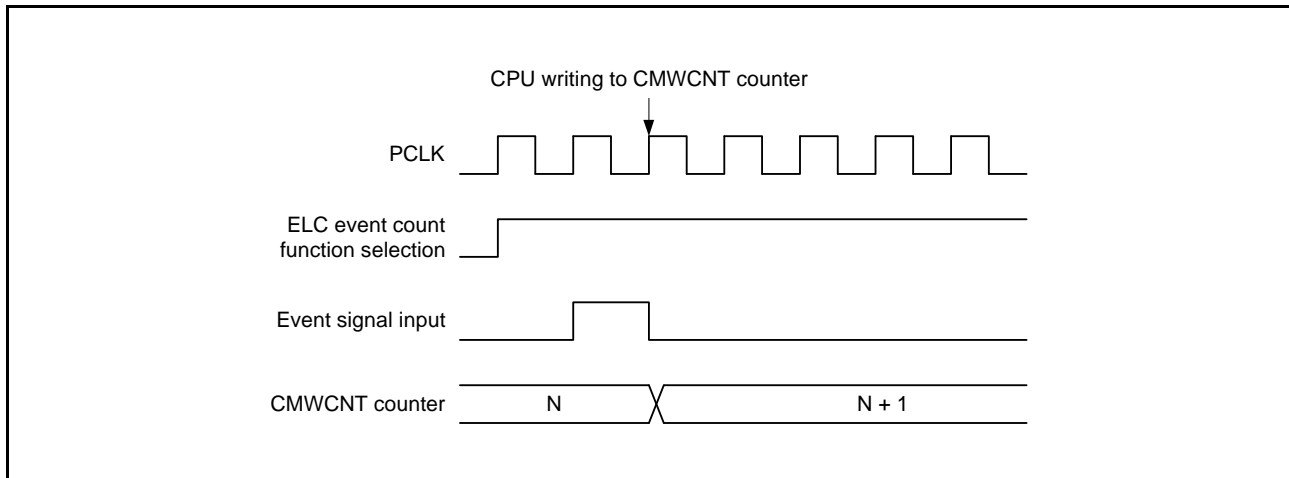 CPU writing to CMWCNT counter
PCLK
ELC event count
function selection
Event signal input
CMWCNT counter
N
N + 1